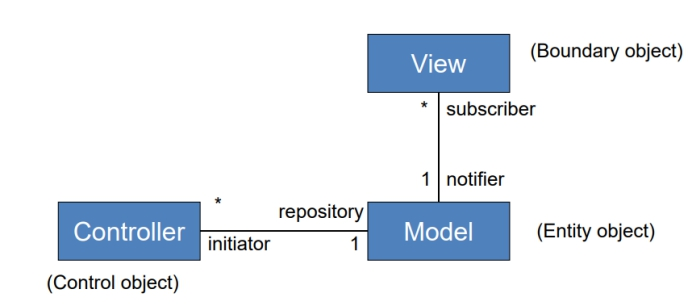 View
(Boundary object)
* subscriber
1 notifier
*
repository
Controller
initiator
1
Model
(Entity object)
(Control object)